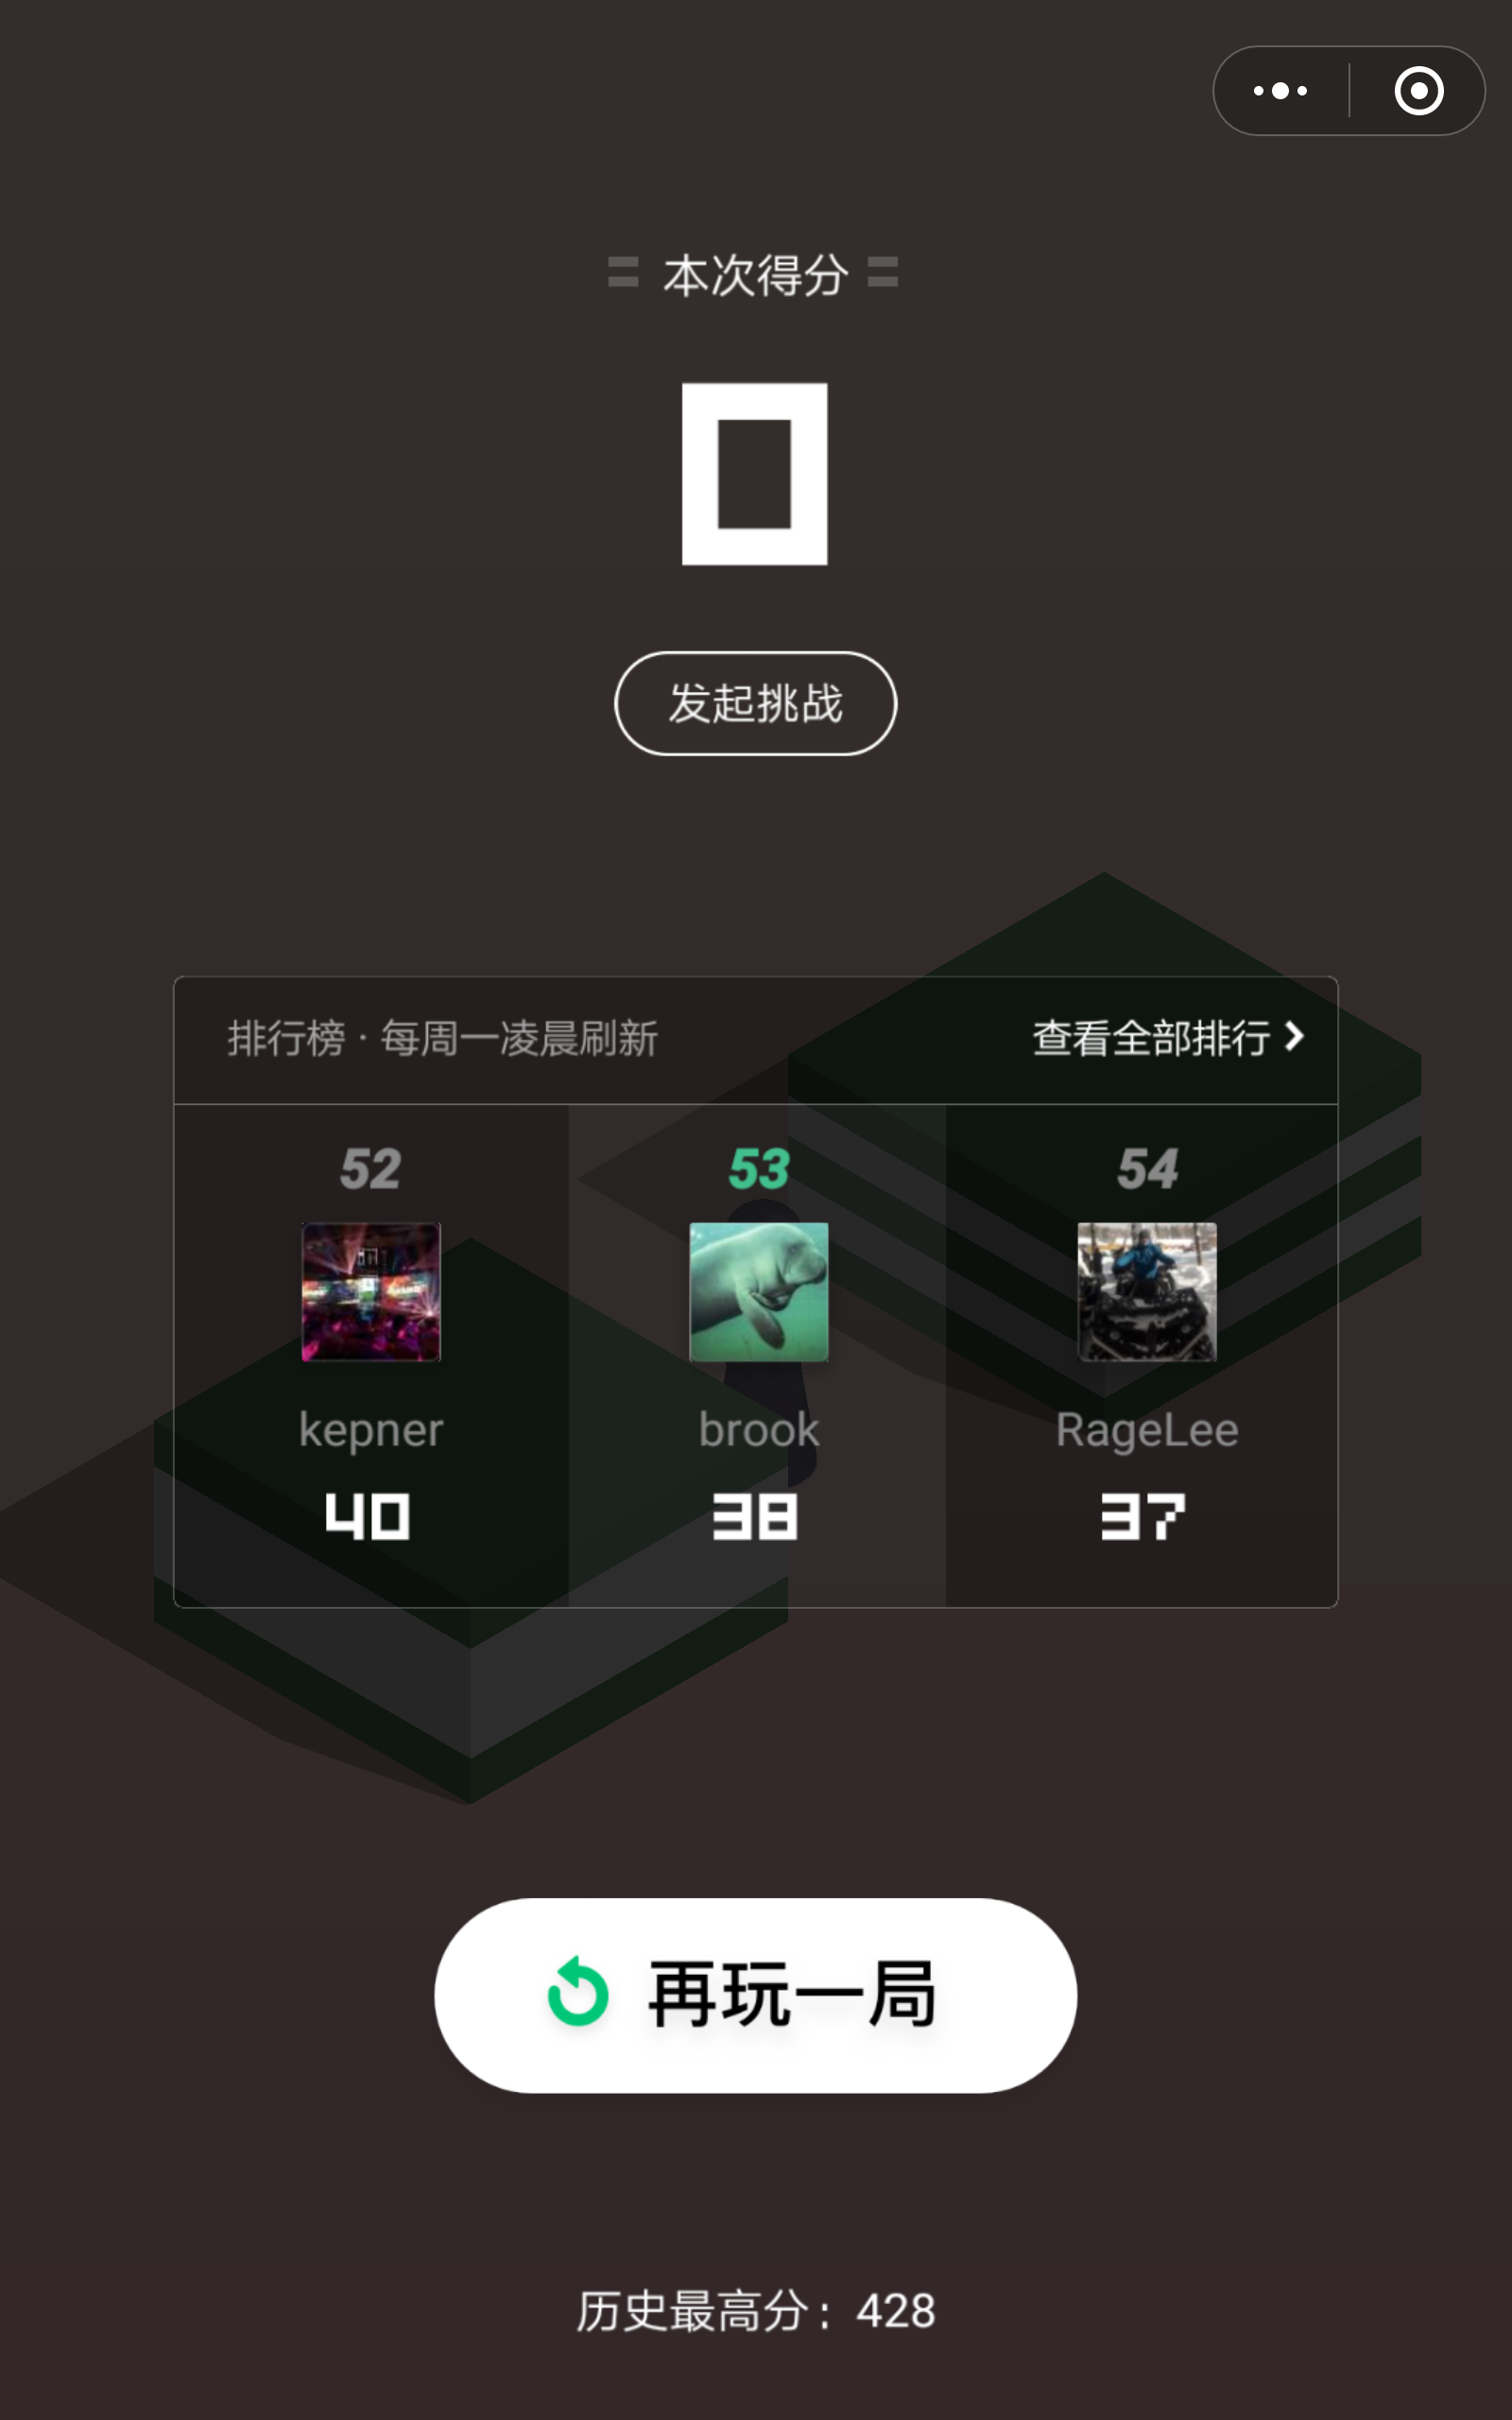 本次得分
0
发起挑战
排行榜 · 每周一凌晨刷新
查看全部排行
52 53 54
kepner brook RageLee
40 38 37
再玩一局
历史最高分：428